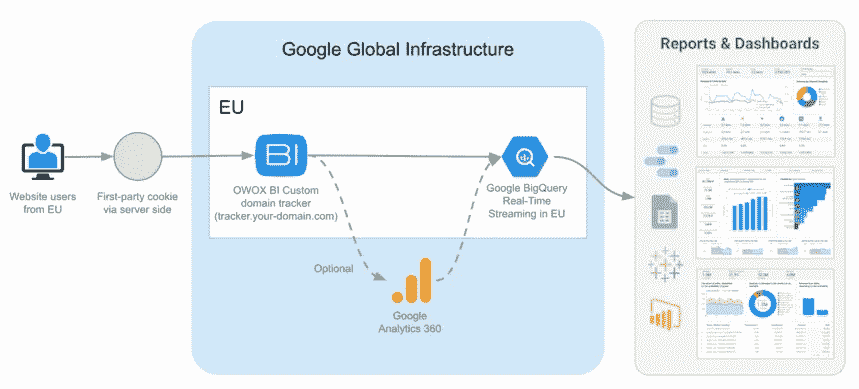 Google Global Infrastructure
Reports & Dashboards
EU
BI
Website users
from EU
First-party cookie
via server side
OWOX BI Custom
domain tracker
(tracker.your-domain.com)
Google BigQuery
Real-Time
Streaming in EU
Optional
Google
Analytics 360